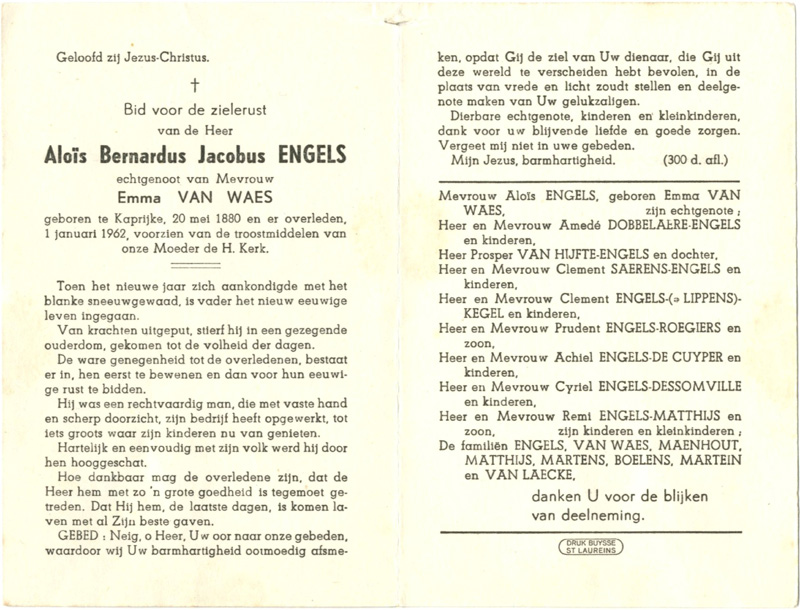 Geloofd zij Jezus-Christus.
†
Bid voor de zielerust
van de Heer
Aloïs Bernardus Jacobus ENGELS
echtgenoot van Mevrouw
Emma VAN WAES
geboren te Kaprijke, 20 mei 1880 en er overleden,
1 januari 1962, voorzien van de troostmiddelen van
onze Moeder de H. Kerk.
Toen het nieuwe jaar zich aankondigde met het
blanke sneeuwgewaad, is vader het nieuw eeuwige
leven ingegaan.
Van krachten uitgeput, stierf hij in een gezegende
ouderdom, gekomen tot de volheid der dagen.
De ware genegenheid tot de overledenen, bestaat
er in, hen eerst te bewenen en dan voor hun eeuwi-
ge rust te bidden.
Hij was een rechtvaardig man, die met vaste hand
en scherp doorzicht, zijn bedrijf heeft opgewerkt, tot
iets groots waar zijn kinderen nu van genieten.
Hartelijk en eenvoudig met zijn volk werd hij door
hen hooggeschat.
Hoe dankbaar mag de overledene zijn, dat de
Heer hem met zo 'n grote goedheid is tegemoet ge-
treden. Dat Hij hem, de laatste dagen, is komen la-
ven met al Zijn beste gaven.
GEBED : Neig, o Heer, Uw oor naar onze gebeden,
waardoor wij Uw barmhartigheid ootmoedig afsme-
ken, opdat Gij de ziel van Uw dienaar, die Gij uit
deze wereld te verscheiden hebt bevolen, in de
plaats van vrede en licht zoudt stellen en deelge-
note maken van Uw gelukzaligen.
Dierbare echtgenote, kinderen en kleinkinderen,
dank voor uw blijvende liefde en goede zorgen.
Vergeet mij niet in uwe gebeden.
Mijn Jezus, barmhartigheid. (300 d. afl.)
Mevrouw Aloïs ENGELS, geboren Emma VAN
WAES, zijn echtgenote ;
Heer en Mevrouw Amedé DOBBELAERE-ENGELS
en kinderen,
Heer Prosper VAN HIJFTE-ENGELS en dochter,
Heer en Mevrouw Clement SAERENS-ENGELS en
kinderen,
Heer en Mevrouw Clement ENGELS-(⹀ LIPPENS)-
KEGEL en kinderen,
Heer en Mevrouw Prudent ENGELS-ROEGIERS en
zoon,
Heer en Mevrouw Achiel ENGELS-DE CUYPER en
kinderen,
Heer en Mevrouw Cyriel ENGELS-DESSOMVILLE
en kinderen,
Heer en Mevrouw Remi ENGELS-MATTHIJS en
zoon, zijn kinderen en kleinkinderen ;
De familiën ENGELS, VAN WAES, MAENHOUT,
MATTHIJS, MARTENS, BOELENS, MARTEIN
en VAN LAECKE,
danken U voor de blijken
van deelneming.
DRUK BUYSSE
ST LAUREINS